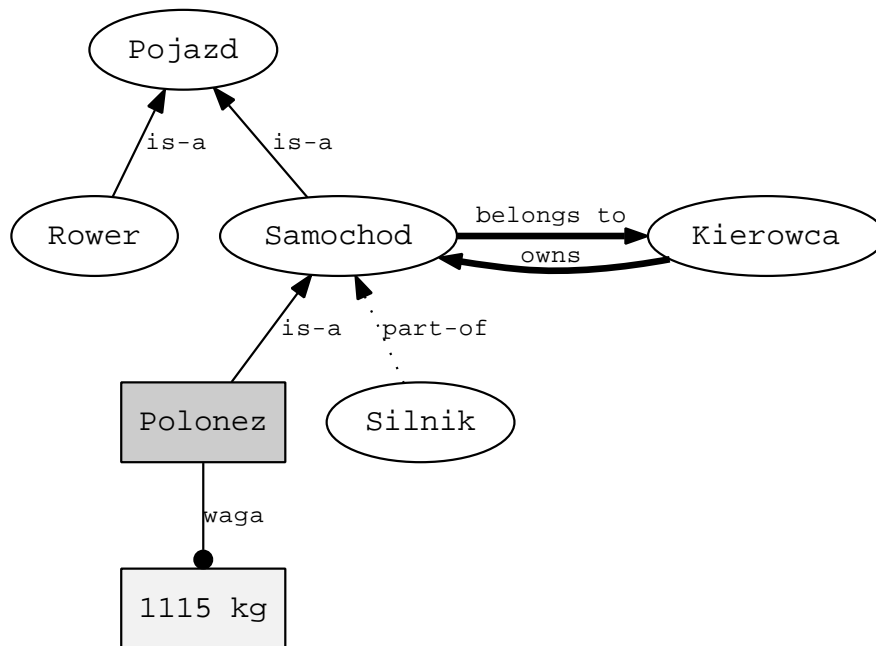 Pojazd
is-a
is-a
Rower
Samochod
belongs to
owns
Kierowca
is-a
part-of
Polonez
Silnik
waga
1115 kg